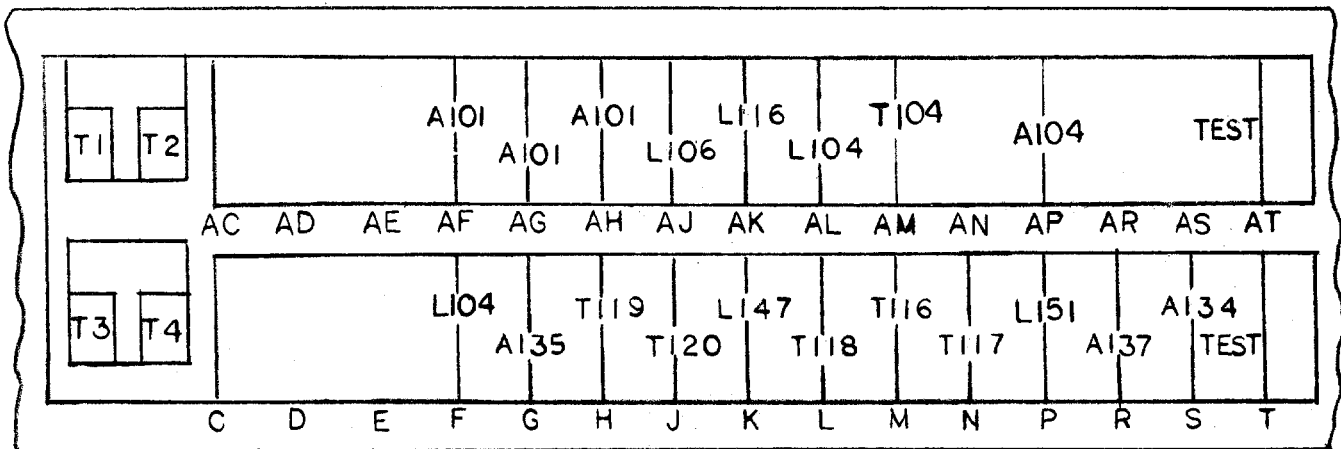 T1 T2 A101 A101 A101 L106 L116 L104 T104 A104 TEST
AC AD AE AF AG AH AJ AK AL AM AN AP AR AS AT
T3 T4 L104 A135 T119 T120 L147 T118 T116 T117 L151 A137 A134 TEST
C D E F G H J K L M N P R S T